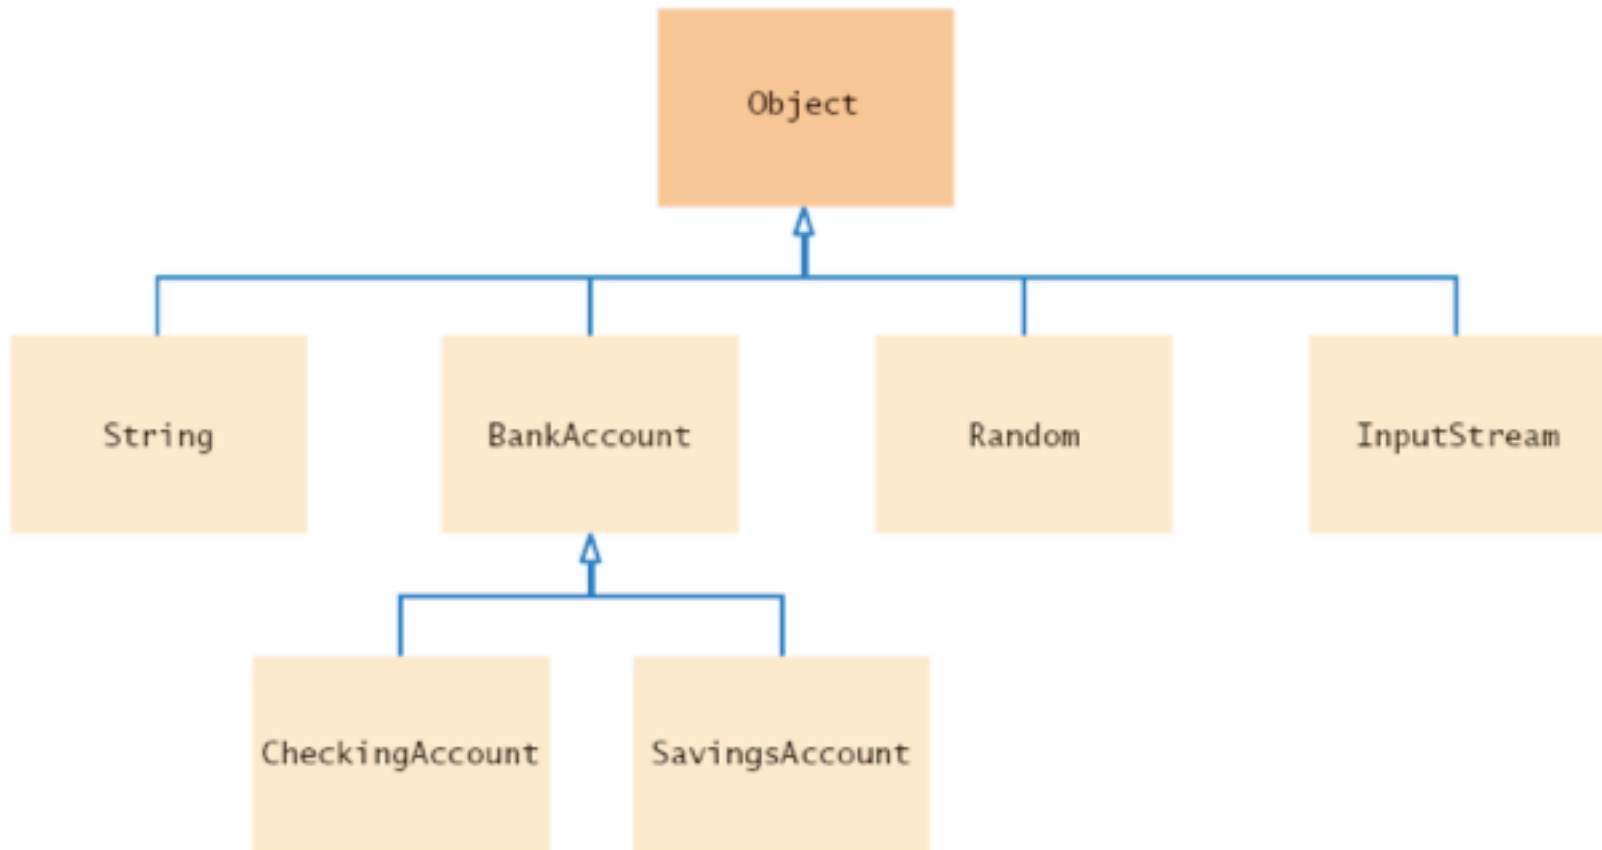 Object
String
BankAccount
Random
InputStream
CheckingAccount
SavingsAccount